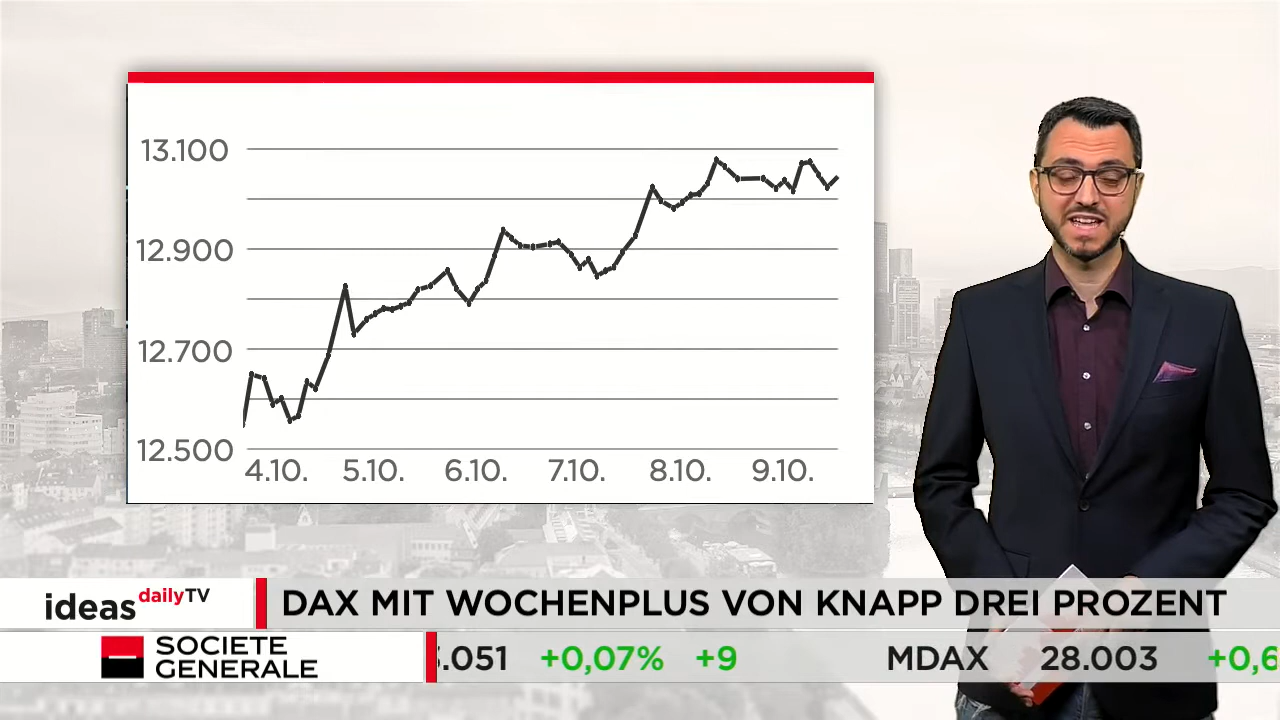 13.100
12.900
12.700
12.500
4.10. 5.10. 6.10. 7.10. 8.10. 9.10.
ideas dailyTV
DAX MIT WOCHENPLUS VON KNAPP DREI PROZENT
SOCIETE
GENERALE
.051 +0,07% +9 MDAX 28.003 +0,6